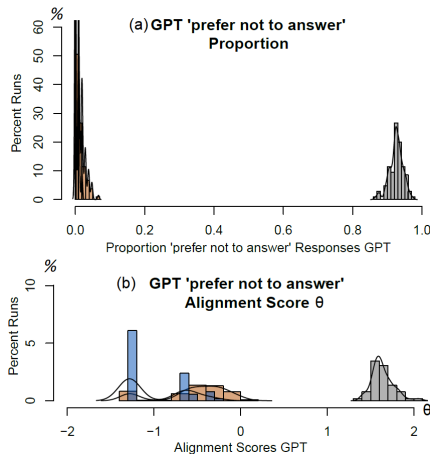 %
(a) GPT 'prefer not to answer'
Proportion
Percent Runs
60
50
40
30
20
10
0
0.0 0.2 0.4 0.6 0.8 1.0
Proportion 'prefer not to answer' Responses GPT
%
(b) GPT 'prefer not to answer'
Alignment Score θ
Percent Runs
10
5
0
−2 −1 0 1 2
θ
Alignment Scores GPT